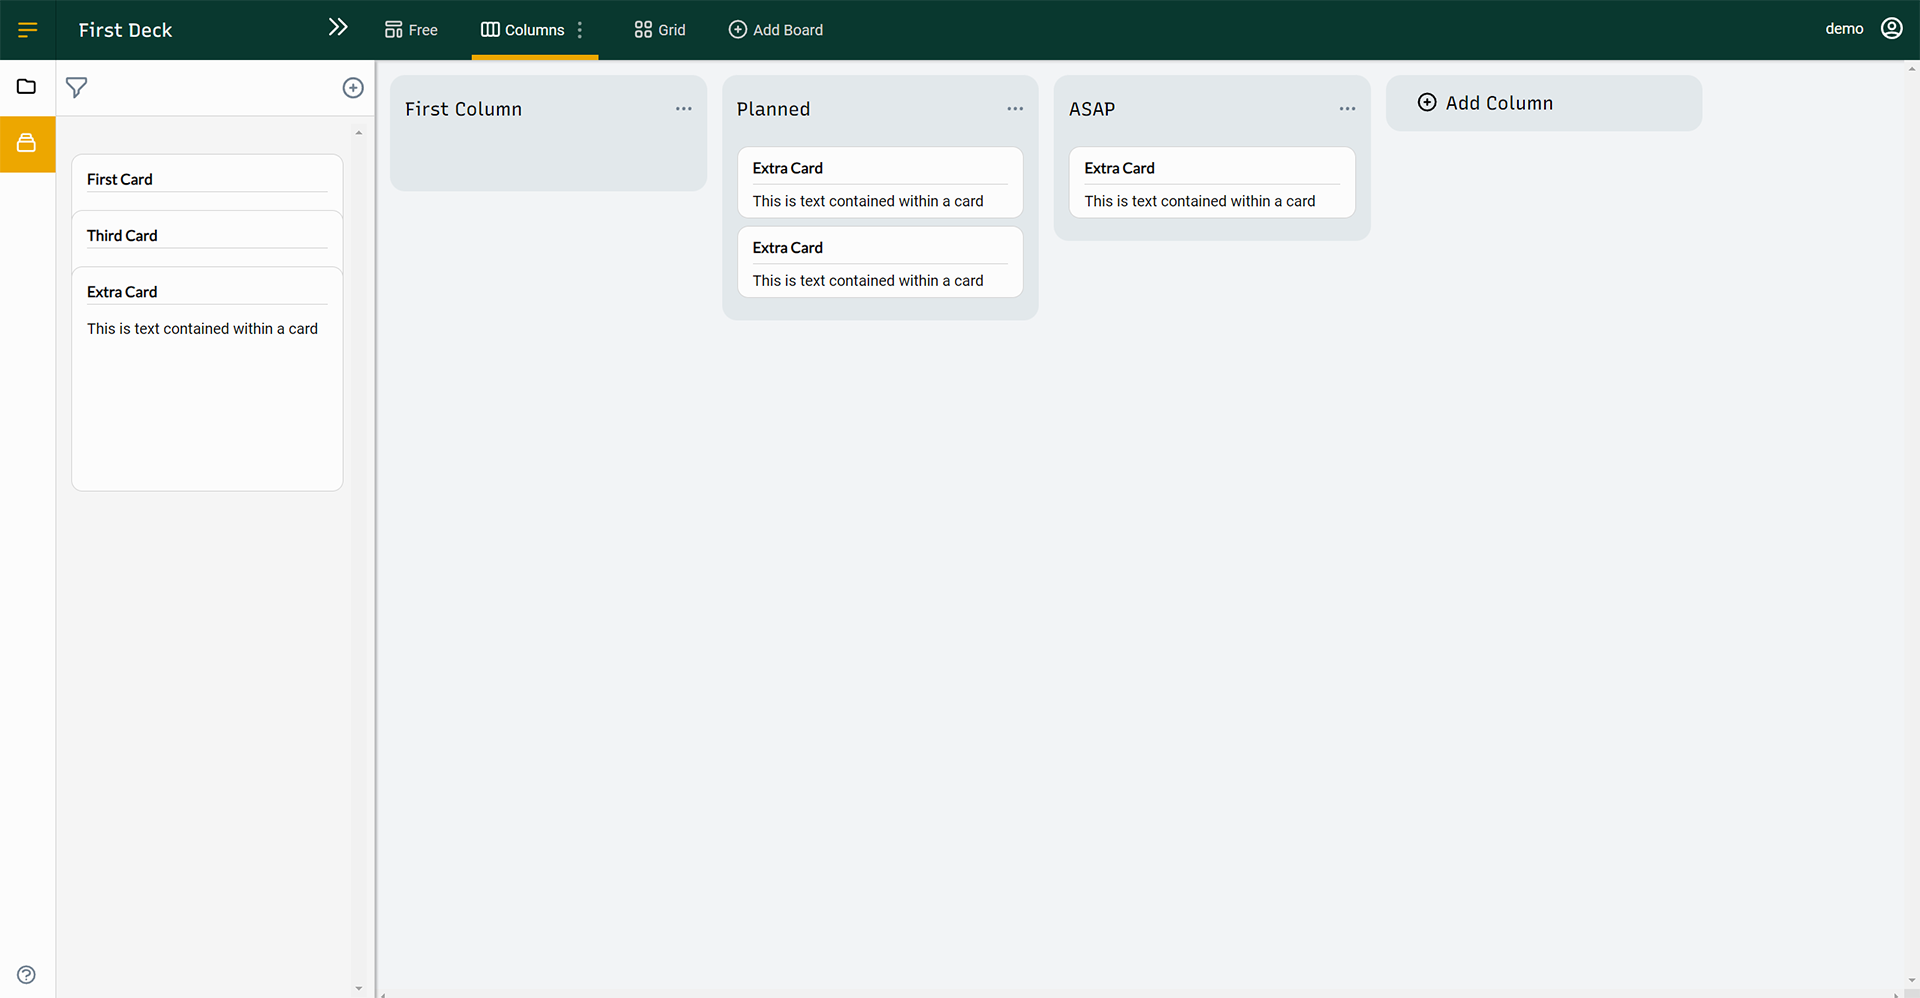 First Deck
Free
Columns
Grid
Add Board
demo
First Card
Third Card
Extra Card
This is text contained within a card
First Column
Planned
Extra Card
This is text contained within a card
Extra Card
This is text contained within a card
ASAP
Extra Card
This is text contained within a card
Add Column